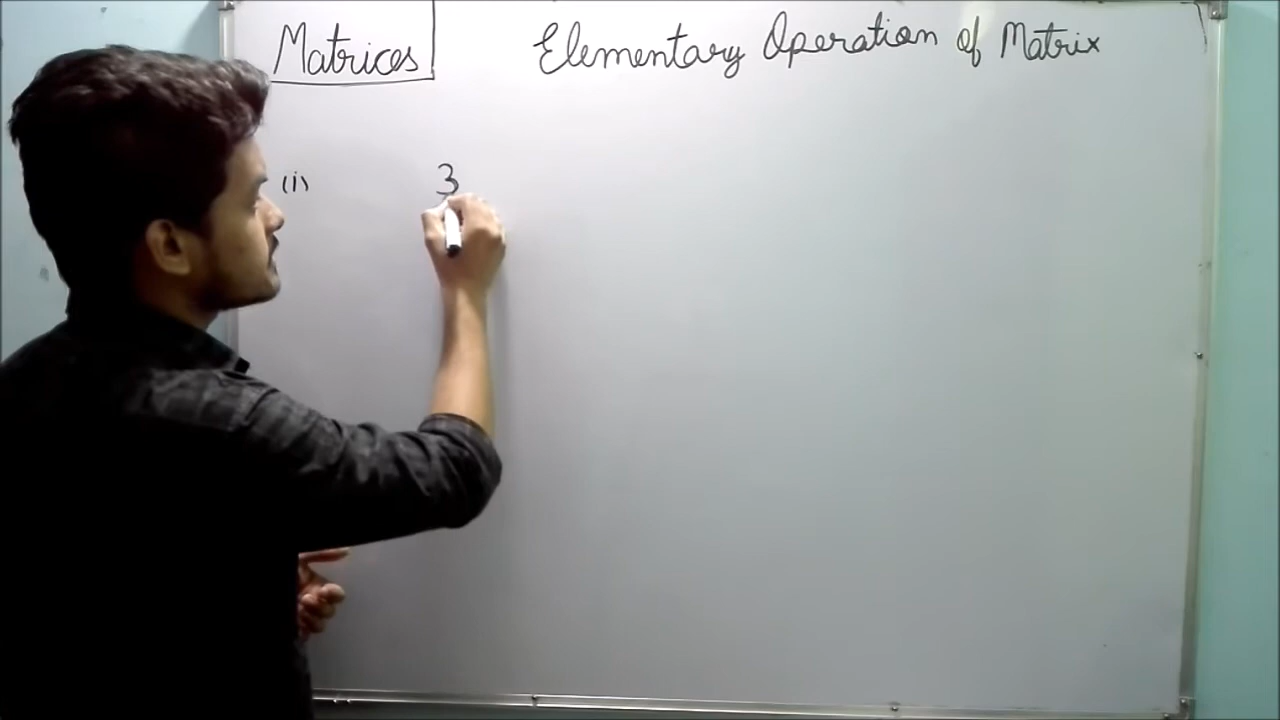 Matrices
Elementary Operation of Matrix
(i) 3